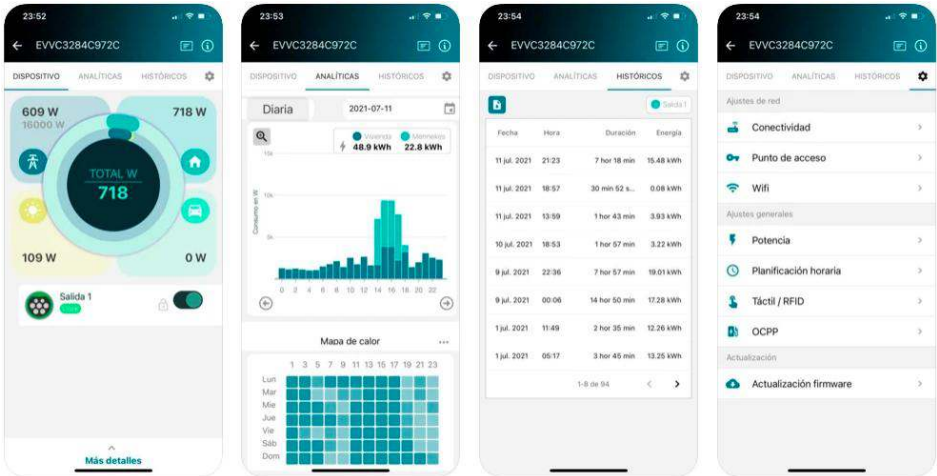 23:52
EVVC3284C972C
DISPOSITIVO ANALÍTICAS HISTÓRICOS
609 W
16000 W
718 W
TOTAL W
718
109 W
0 W
Salida 1
Más detalles
23:53
EVVC3284C972C
DISPOSITIVO ANALÍTICAS HISTÓRICOS
Diaria 2021-07-11
Vivienda Mennekes
48.9 kWh 22.8 kWh
15k
Consumo en W
10k
5k
0 2 4 6 8 10 12 14 16 18 20 22
Mapa de calor
1 3 5 7 9 11 13 15 17 19 21 23
Lun
Mar
Mie
Jue
Vie
Sáb
Dom
23:54
EVVC3284C972C
DISPOSITIVO ANALÍTICAS HISTÓRICOS
Salida 1
Fecha Hora Duración Energía
11 jul. 2021 21:23 7 hor 18 min 15.48 kWh
11 jul. 2021 18:57 30 min 52 s... 0.08 kWh
11 jul. 2021 13:59 1 hor 43 min 3.93 kWh
10 jul. 2021 18:53 1 hor 57 min 3.22 kWh
9 jul. 2021 22:36 7 hor 57 min 19.01 kWh
9 jul. 2021 00:06 14 hor 50 min 17.28 kWh
1 jul. 2021 11:49 2 hor 35 min 12.26 kWh
1 jul. 2021 05:17 3 hor 45 min 13.25 kWh
1-8 de 94
23:54
EVVC3284C972C
DISPOSITIVO ANALÍTICAS HISTÓRICOS
Ajustes de red
Conectividad
Punto de acceso
Wifi
Ajustes generales
Potencia
Planificación horaria
Táctil / RFID
OCPP
Actualización
Actualización firmware